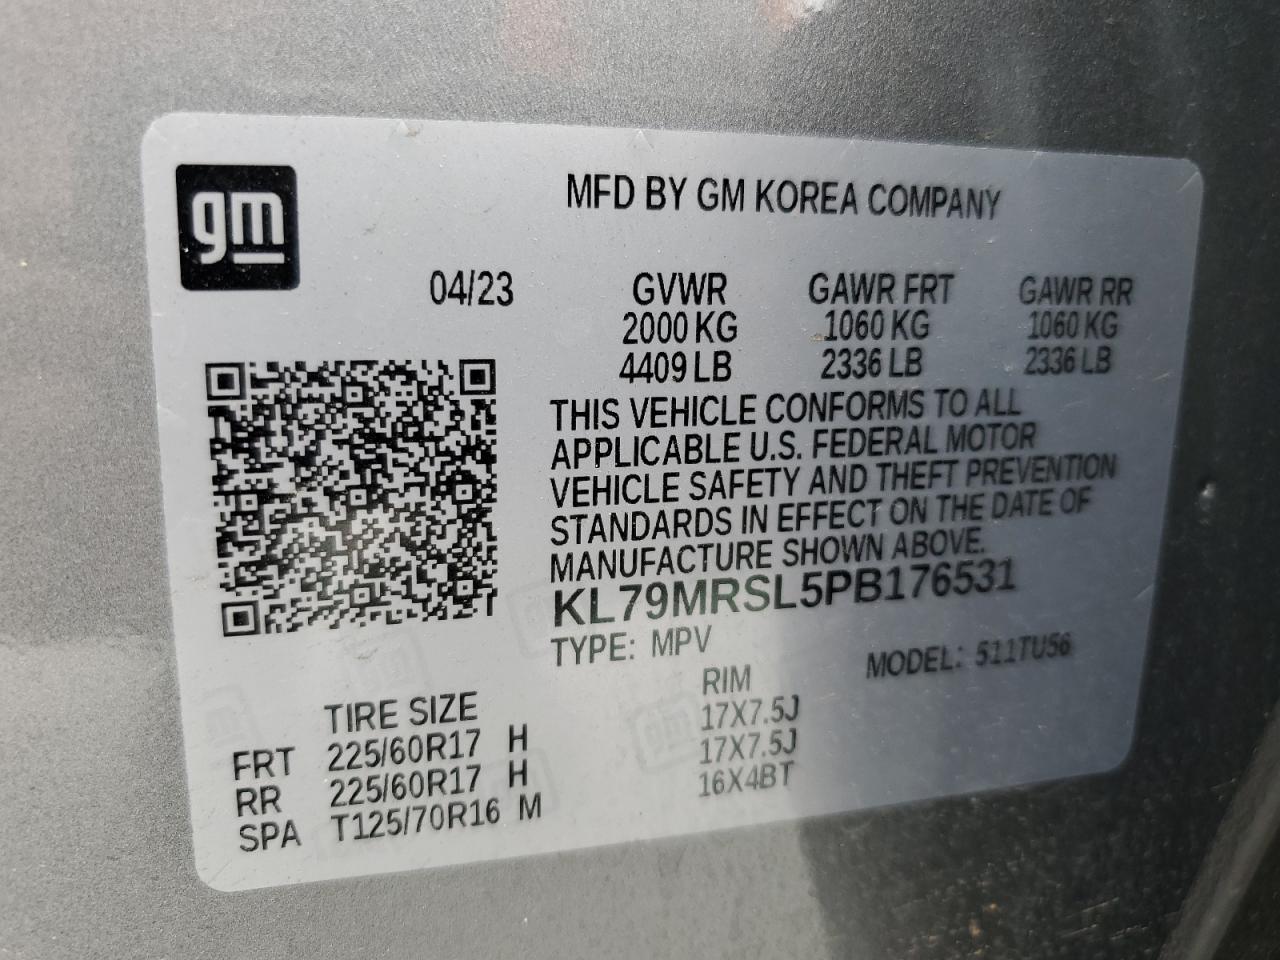 gm
MFD BY GM KOREA COMPANY
04/23 GVWR GAWR FRT GAWR RR
2000 KG 1060 KG 1060 KG
4409 LB 2336 LB 2336 LB
THIS VEHICLE CONFORMS TO ALL
APPLICABLE U.S. FEDERAL MOTOR
VEHICLE SAFETY AND THEFT PREVENTION
STANDARDS IN EFFECT ON THE DATE OF
MANUFACTURE SHOWN ABOVE.
KL79MRSL5PB176531
TYPE: MPV MODEL: 511TU56
TIRE SIZE RIM
FRT 225/60R17 H 17X7.5J
RR 225/60R17 H 17X7.5J
SPA T125/70R16 M 16X4BT
gm
gm